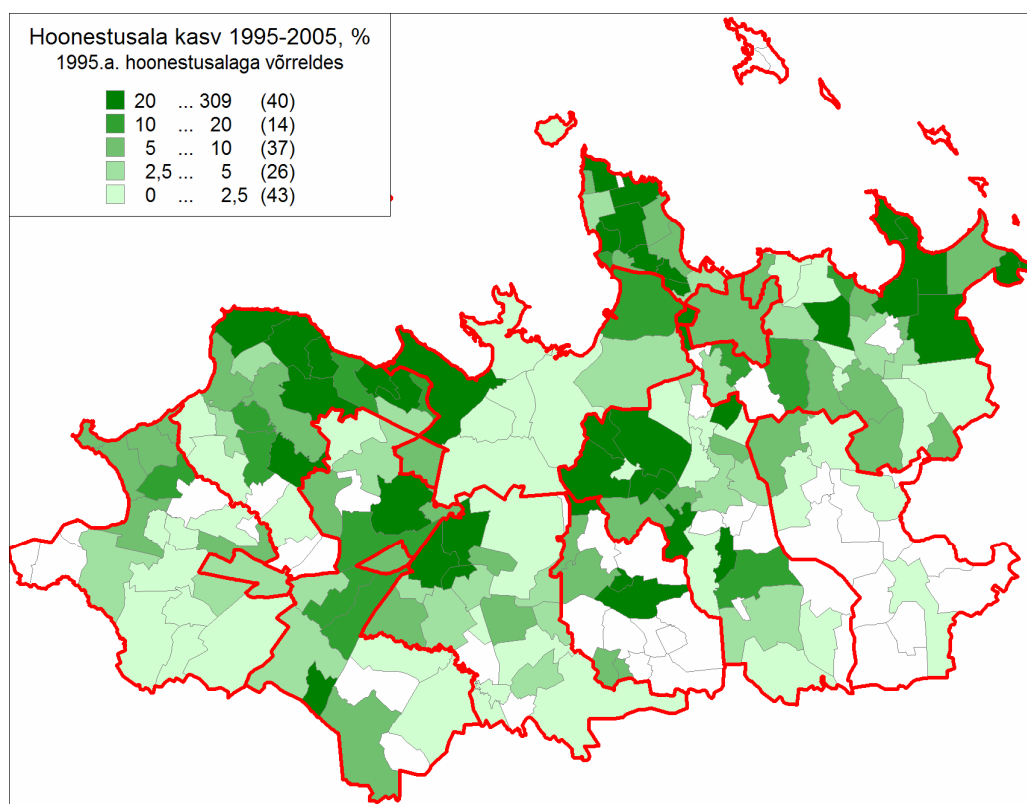 Hoonestusala kasv 1995-2005, %
1995.a. hoonestusalaga võrreldes
20 ... 309 (40)
10 ... 20 (14)
5 ... 10 (37)
2,5 ... 5 (26)
0 ... 2,5 (43)